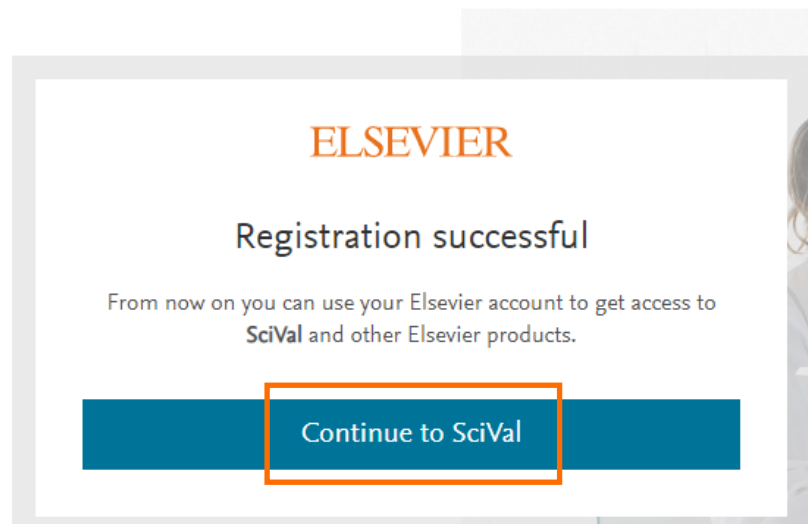 ELSEVIER
Registration successful
From now on you can use your Elsevier account to get access to
SciVal and other Elsevier products.
Continue to SciVal